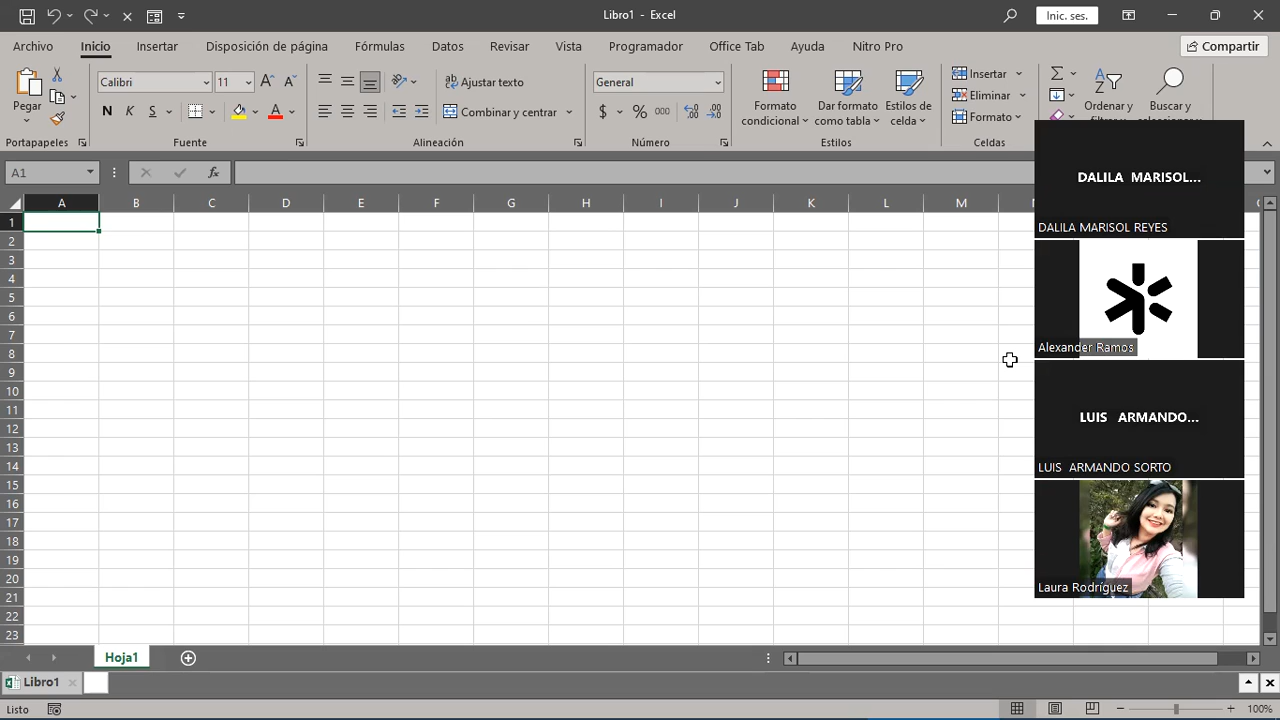 Libro1 - Excel
Inic. ses.
Archivo Inicio Insertar Disposición de página Fórmulas Datos Revisar Vista Programador Office Tab Ayuda Nitro Pro Compartir
Pegar
Calibri 11
N K S
Ajustar texto
Combinar y centrar
General
$ % 000
Formato condicional
Dar formato como tabla
Estilos de celda
Insertar
Eliminar
Formato
Ordenar y
Buscar y
Portapapeles Fuente Alineación Número Estilos Celdas
A1 fx
A B C D E F G H I J K L M
1
2
3
4
5
6
7
8
9
10
11
12
13
14
15
16
17
18
19
20
21
22
23
DALILA MARISOL...
DALILA MARISOL REYES
Alexander Ramos
LUIS ARMANDO...
LUIS ARMANDO SORTO
Laura Rodríguez
Hoja1
Libro1
Listo
100%